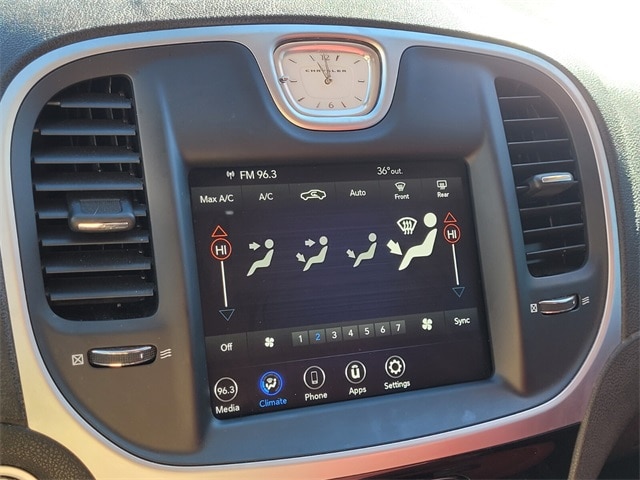 12
CHRYSLER
FM 96.3 36° out.
Max A/C A/C Auto Front Rear
HI HI
Off 1 2 3 4 5 6 7 Sync
96.3 Climate Phone Apps Settings
Media